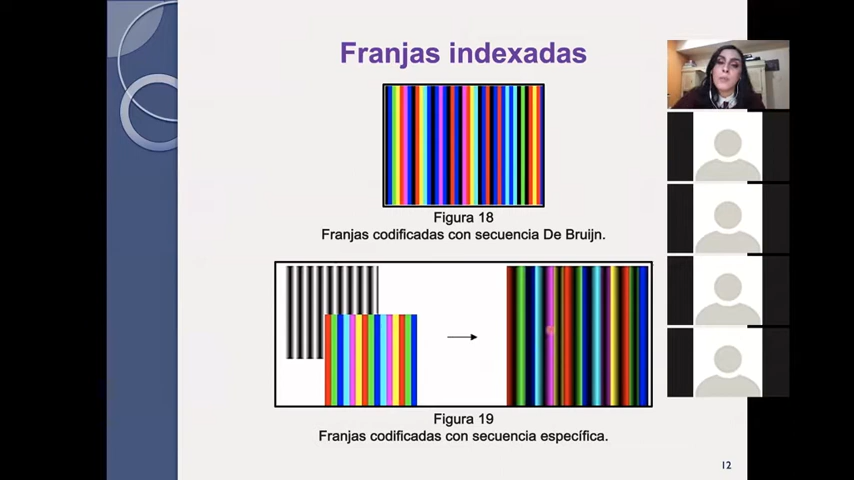 Franjas indexadas
Figura 18
Franjas codificadas con secuencia De Bruijn.
Figura 19
Franjas codificadas con secuencia específica.
12